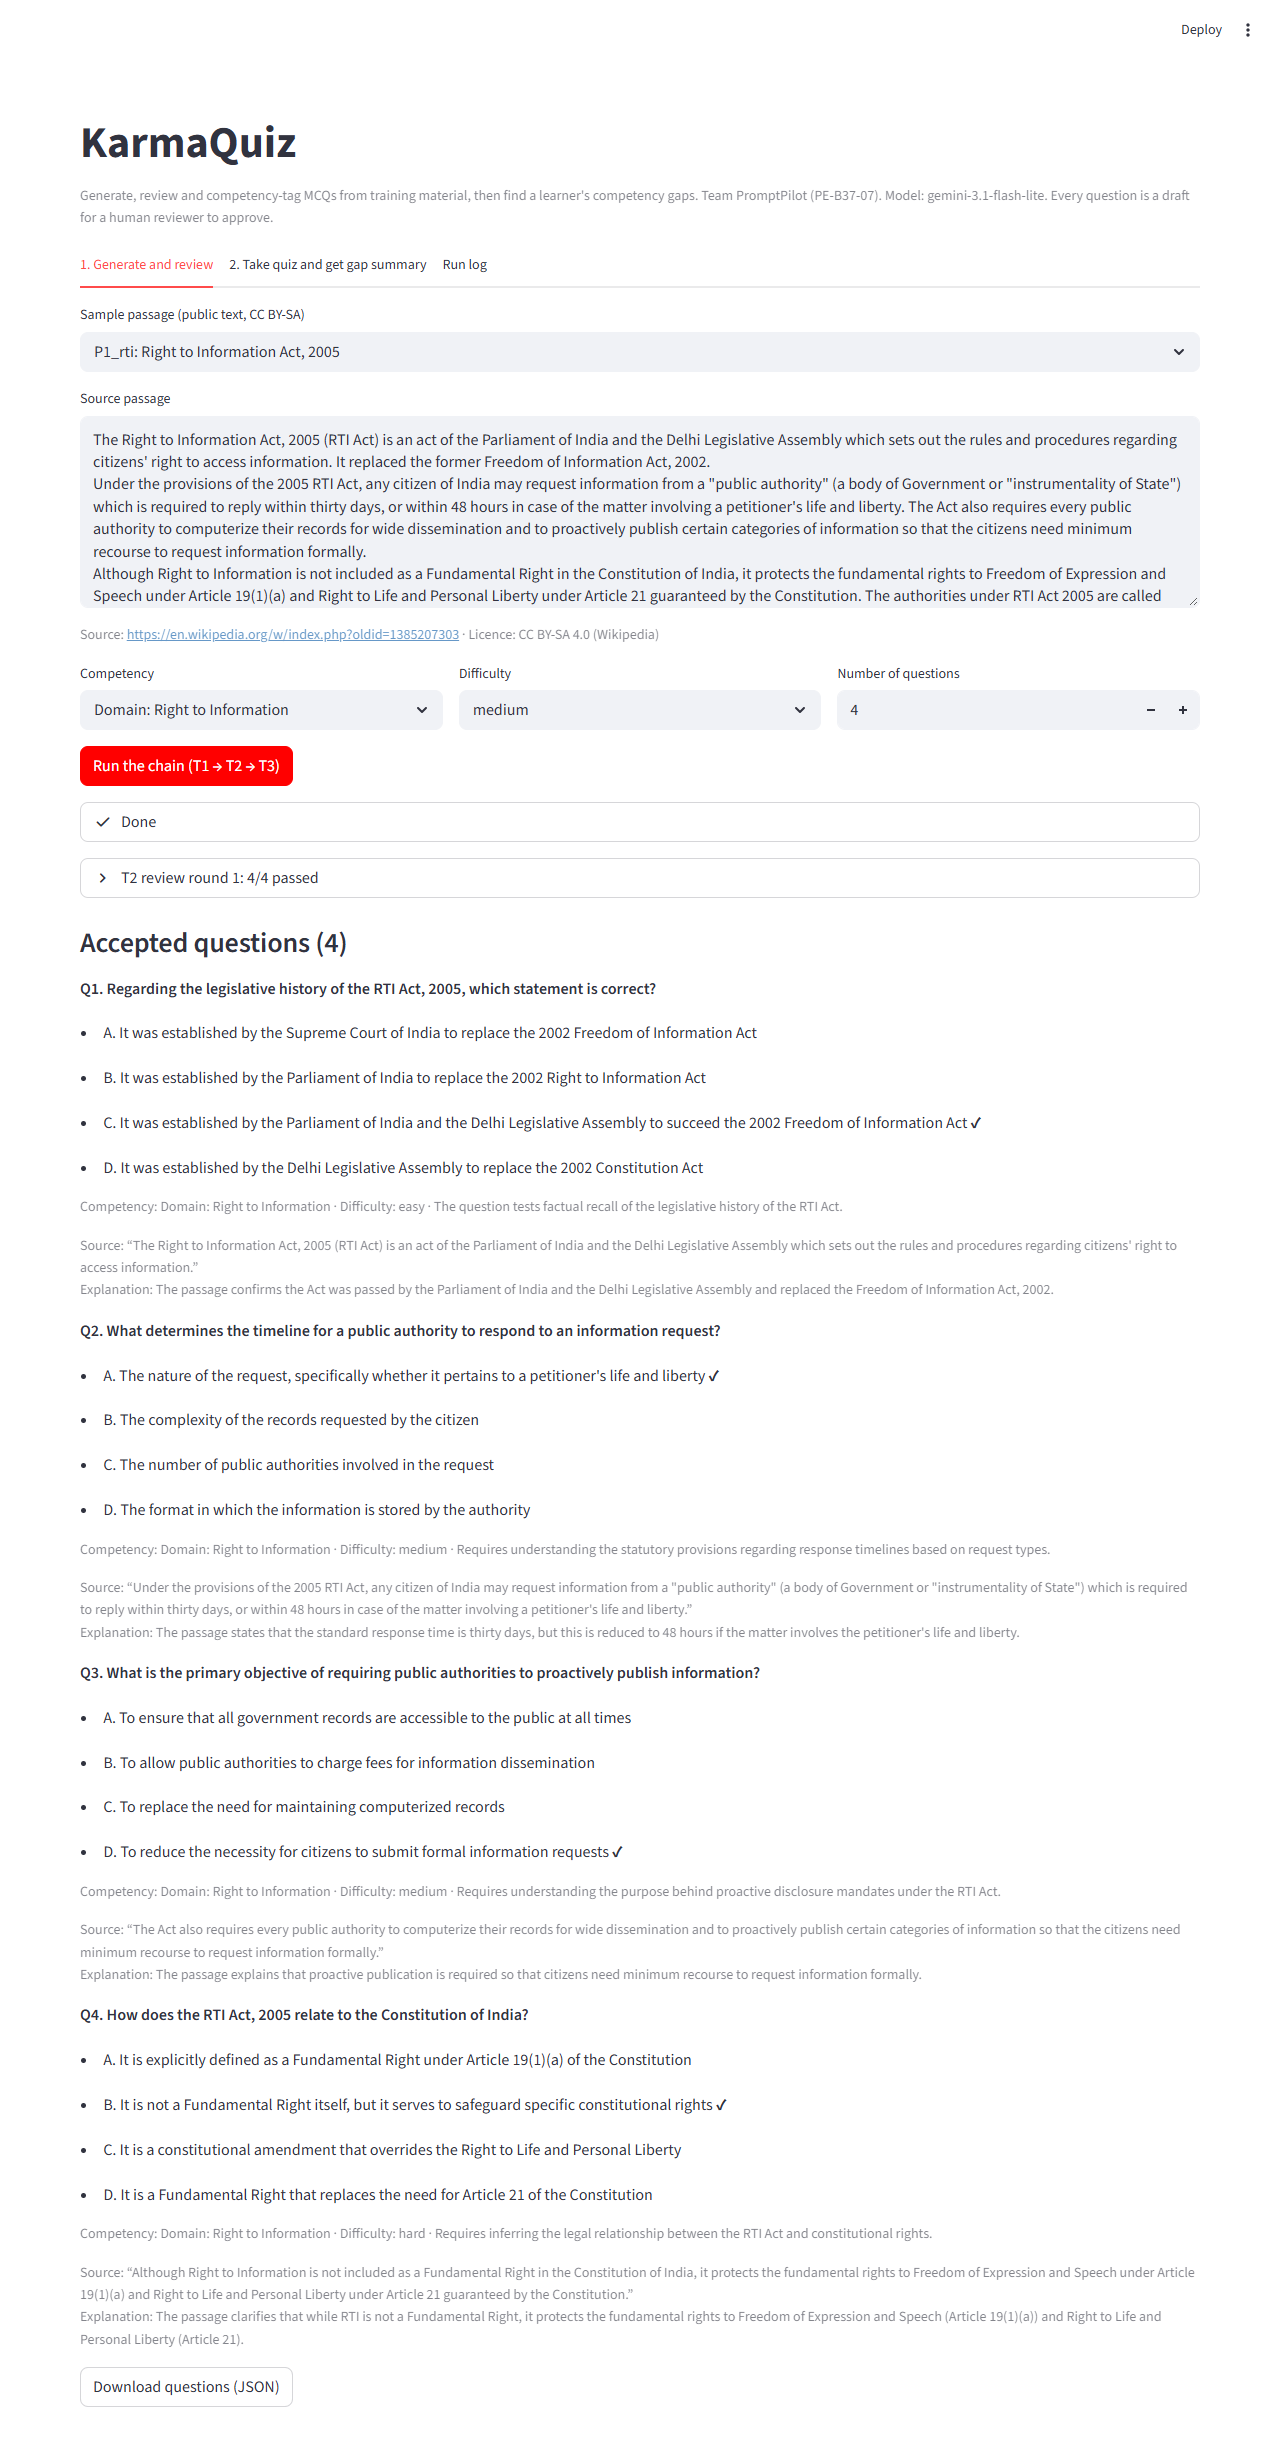 Deploy
KarmaQuiz
Generate, review and competency-tag MCQs from training material, then find a learner's competency gaps. Team PromptPilot (PE-B37-07). Model: gemini-3.1-flash-lite. Every question is a draft
for a human reviewer to approve.
1. Generate and review 2. Take quiz and get gap summary Run log
Sample passage (public text, CC BY-SA)
P1_rti: Right to Information Act, 2005
Source passage
The Right to Information Act, 2005 (RTI Act) is an act of the Parliament of India and the Delhi Legislative Assembly which sets out the rules and procedures regarding
citizens' right to access information. It replaced the former Freedom of Information Act, 2002.
Under the provisions of the 2005 RTI Act, any citizen of India may request information from a "public authority" (a body of Government or "instrumentality of State")
which is required to reply within thirty days, or within 48 hours in case of the matter involving a petitioner's life and liberty. The Act also requires every public
authority to computerize their records for wide dissemination and to proactively publish certain categories of information so that the citizens need minimum
recourse to request information formally.
Although Right to Information is not included as a Fundamental Right in the Constitution of India, it protects the fundamental rights to Freedom of Expression and
Speech under Article 19(1)(a) and Right to Life and Personal Liberty under Article 21 guaranteed by the Constitution. The authorities under RTI Act 2005 are called
Source: https://en.wikipedia.org/w/index.php?oldid=1385207303 · Licence: CC BY-SA 4.0 (Wikipedia)
Competency Difficulty Number of questions
Domain: Right to Information medium 4 − +
Run the chain (T1 → T2 → T3)
Done
T2 review round 1: 4/4 passed
Accepted questions (4)
Q1. Regarding the legislative history of the RTI Act, 2005, which statement is correct?
• A. It was established by the Supreme Court of India to replace the 2002 Freedom of Information Act
• B. It was established by the Parliament of India to replace the 2002 Right to Information Act
• C. It was established by the Parliament of India and the Delhi Legislative Assembly to succeed the 2002 Freedom of Information Act ✓
• D. It was established by the Delhi Legislative Assembly to replace the 2002 Constitution Act
Competency: Domain: Right to Information · Difficulty: easy · The question tests factual recall of the legislative history of the RTI Act.
Source: “The Right to Information Act, 2005 (RTI Act) is an act of the Parliament of India and the Delhi Legislative Assembly which sets out the rules and procedures regarding citizens' right to
access information.”
Explanation: The passage confirms the Act was passed by the Parliament of India and the Delhi Legislative Assembly and replaced the Freedom of Information Act, 2002.
Q2. What determines the timeline for a public authority to respond to an information request?
• A. The nature of the request, specifically whether it pertains to a petitioner's life and liberty ✓
• B. The complexity of the records requested by the citizen
• C. The number of public authorities involved in the request
• D. The format in which the information is stored by the authority
Competency: Domain: Right to Information · Difficulty: medium · Requires understanding the statutory provisions regarding response timelines based on request types.
Source: “Under the provisions of the 2005 RTI Act, any citizen of India may request information from a "public authority" (a body of Government or "instrumentality of State") which is required
to reply within thirty days, or within 48 hours in case of the matter involving a petitioner's life and liberty.”
Explanation: The passage states that the standard response time is thirty days, but this is reduced to 48 hours if the matter involves the petitioner's life and liberty.
Q3. What is the primary objective of requiring public authorities to proactively publish information?
• A. To ensure that all government records are accessible to the public at all times
• B. To allow public authorities to charge fees for information dissemination
• C. To replace the need for maintaining computerized records
• D. To reduce the necessity for citizens to submit formal information requests ✓
Competency: Domain: Right to Information · Difficulty: medium · Requires understanding the purpose behind proactive disclosure mandates under the RTI Act.
Source: “The Act also requires every public authority to computerize their records for wide dissemination and to proactively publish certain categories of information so that the citizens need
minimum recourse to request information formally.”
Explanation: The passage explains that proactive publication is required so that citizens need minimum recourse to request information formally.
Q4. How does the RTI Act, 2005 relate to the Constitution of India?
• A. It is explicitly defined as a Fundamental Right under Article 19(1)(a) of the Constitution
• B. It is not a Fundamental Right itself, but it serves to safeguard specific constitutional rights ✓
• C. It is a constitutional amendment that overrides the Right to Life and Personal Liberty
• D. It is a Fundamental Right that replaces the need for Article 21 of the Constitution
Competency: Domain: Right to Information · Difficulty: hard · Requires inferring the legal relationship between the RTI Act and constitutional rights.
Source: “Although Right to Information is not included as a Fundamental Right in the Constitution of India, it protects the fundamental rights to Freedom of Expression and Speech under Article
19(1)(a) and Right to Life and Personal Liberty under Article 21 guaranteed by the Constitution.”
Explanation: The passage clarifies that while RTI is not a Fundamental Right, it protects the fundamental rights to Freedom of Expression and Speech (Article 19(1)(a)) and Right to Life and
Personal Liberty (Article 21).
Download questions (JSON)